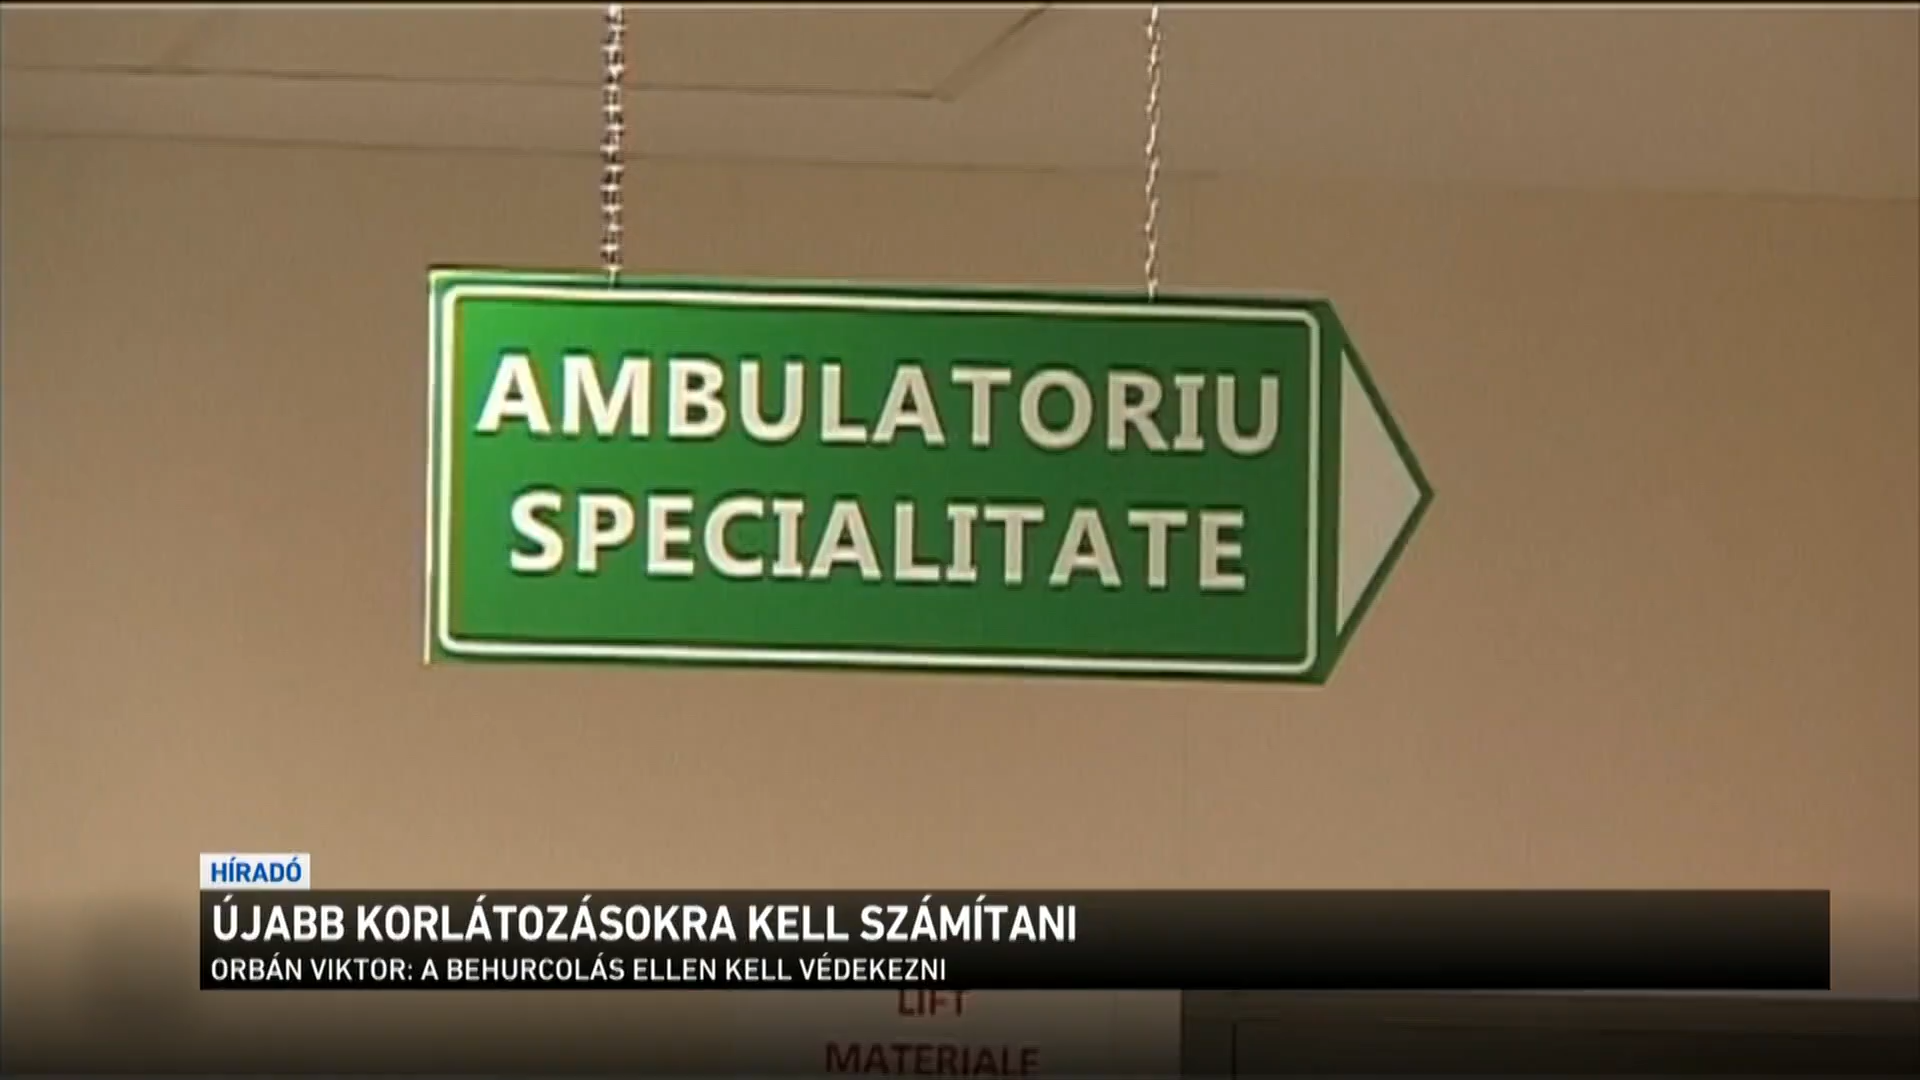 AMBULATORIU
SPECIALITATE
HÍRADÓ
ÚJABB KORLÁTOZÁSOKRA KELL SZÁMÍTANI
ORBÁN VIKTOR: A BEHURCOLÁS ELLEN KELL VÉDEKEZNI
LIFT
MATERIALE